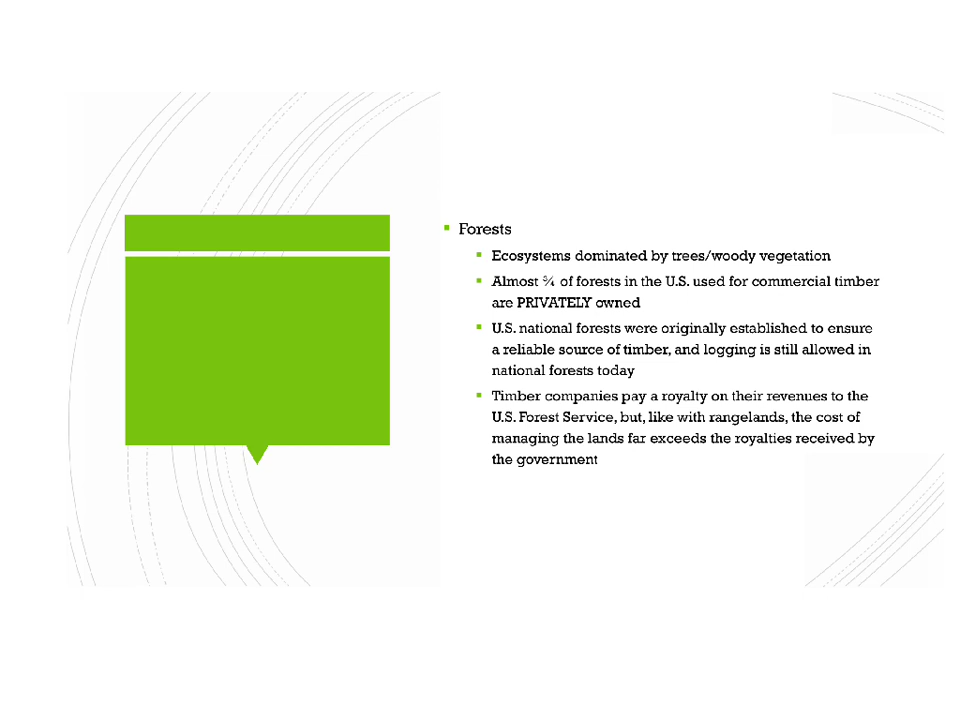 Forests
Ecosystems dominated by trees/woody vegetation
Almost ¾ of forests in the U.S. used for commercial timber
are PRIVATELY owned
U.S. national forests were originally established to ensure
a reliable source of timber, and logging is still allowed in
national forests today
Timber companies pay a royalty on their revenues to the
U.S. Forest Service, but, like with rangelands, the cost of
managing the lands far exceeds the royalties received by
the government